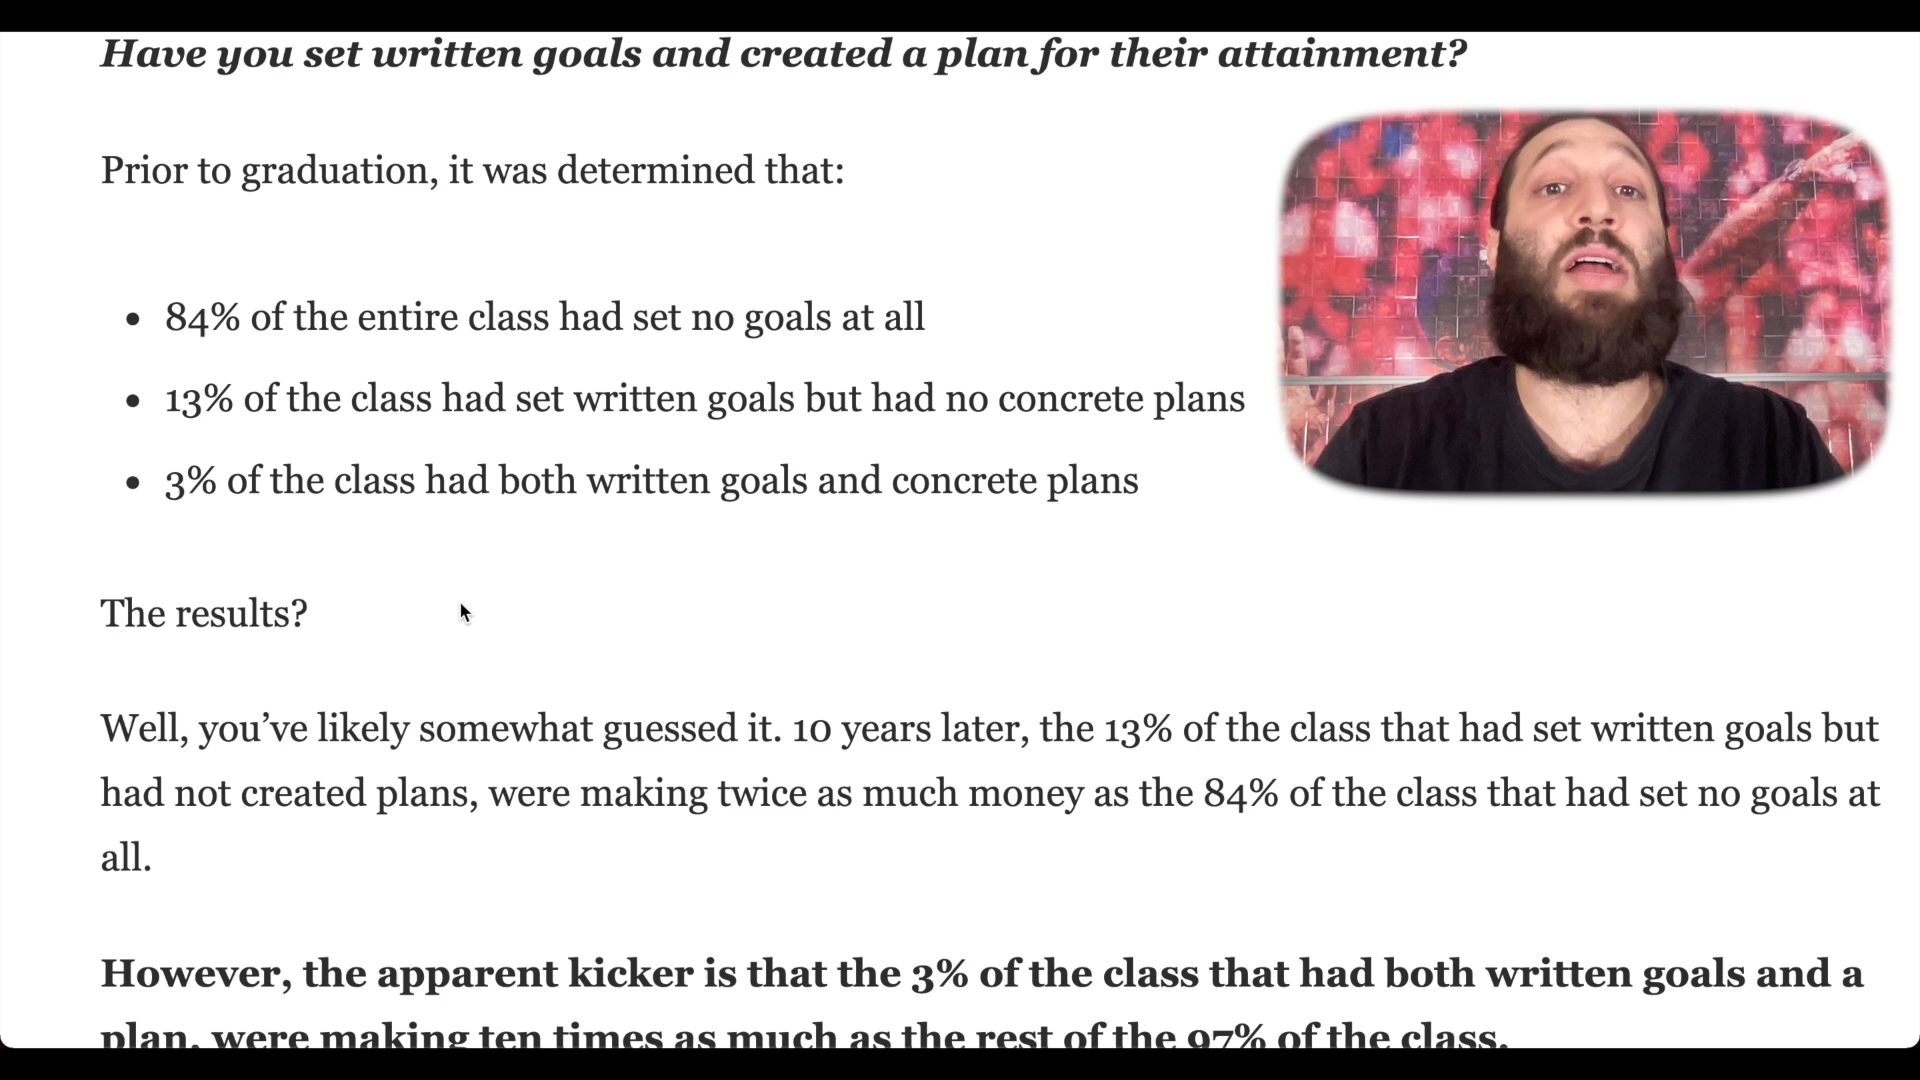 Have you set written goals and created a plan for their attainment?
Prior to graduation, it was determined that:
• 84% of the entire class had set no goals at all
• 13% of the class had set written goals but had no concrete plans
• 3% of the class had both written goals and concrete plans
The results?
Well, you’ve likely somewhat guessed it. 10 years later, the 13% of the class that had set written goals but
had not created plans, were making twice as much money as the 84% of the class that had set no goals at
all.
However, the apparent kicker is that the 3% of the class that had both written goals and a
plan, were making ten times as much as the rest of the 97% of the class.